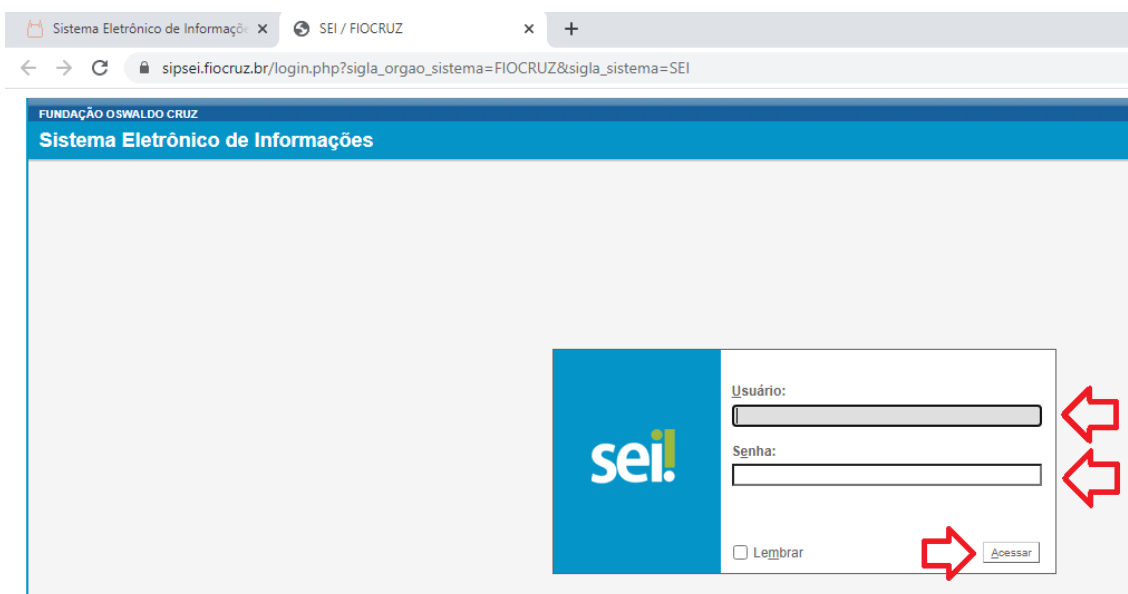 Sistema Eletrônico de Informaçõe
SEI / FIOCRUZ
sipsei.fiocruz.br/login.php?sigla_orgao_sistema=FIOCRUZ&sigla_sistema=SEI
FUNDAÇÃO OSWALDO CRUZ
Sistema Eletrônico de Informações
sei!
Usuário:
Senha:
Lembrar
Acessar